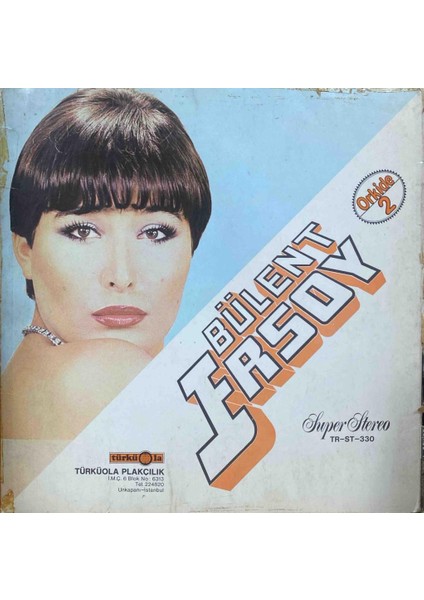 Orkide
2
BÜLENT
ERSOY
Super Stereo
TR-ST-330
türküola
TÜRKÜOLA PLAKÇILIK
İ.M.Ç. 6 Blok No: 6313
Tel. 224620
Unkapanı-İstanbul